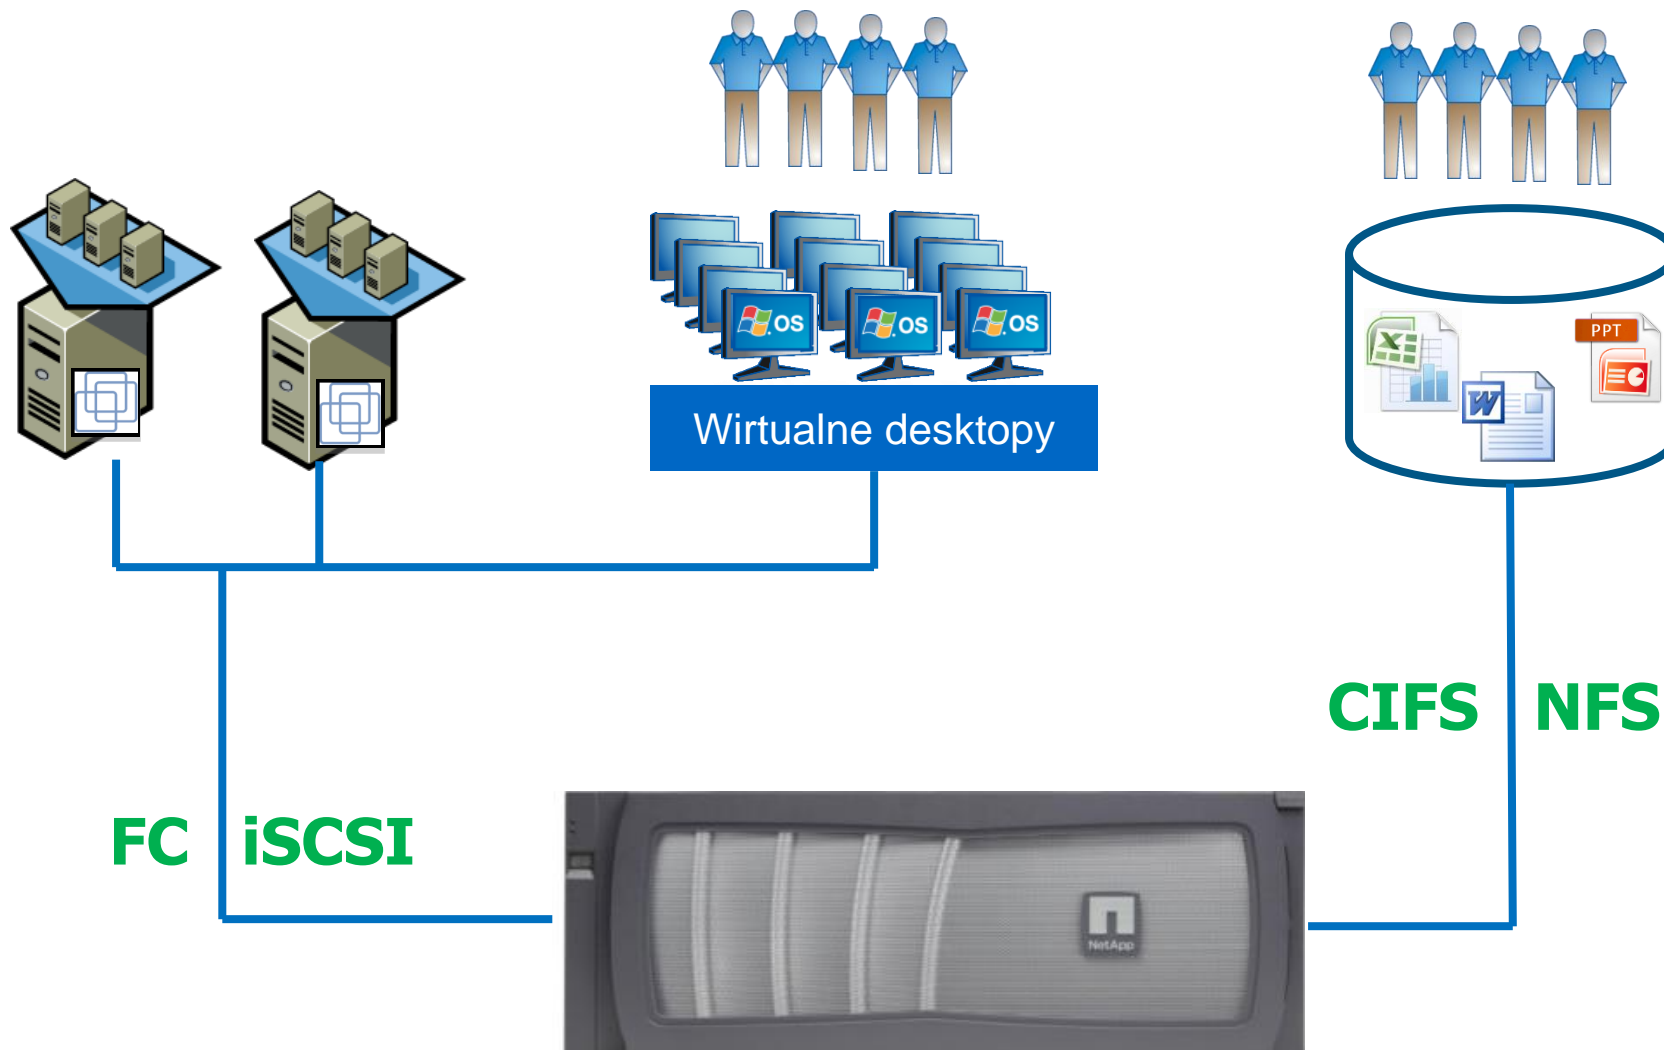 .OS
.OS
.OS
Wirtualne desktopy
X
W
PPT
CIFS
NFS
FC
iSCSI
NetApp